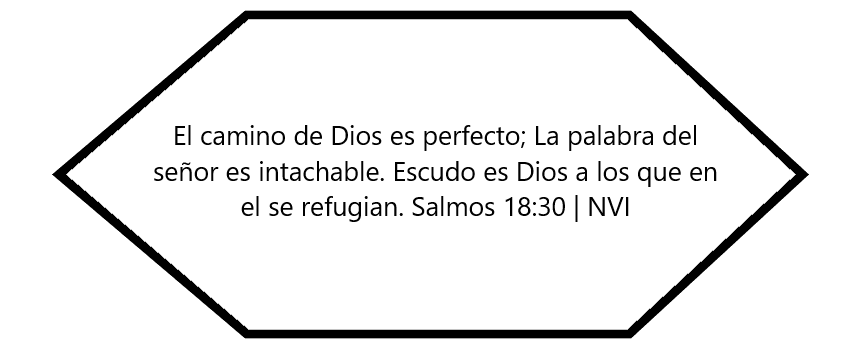 El camino de Dios es perfecto; La palabra del
señor es intachable. Escudo es Dios a los que en
el se refugian. Salmos 18:30 | NVI